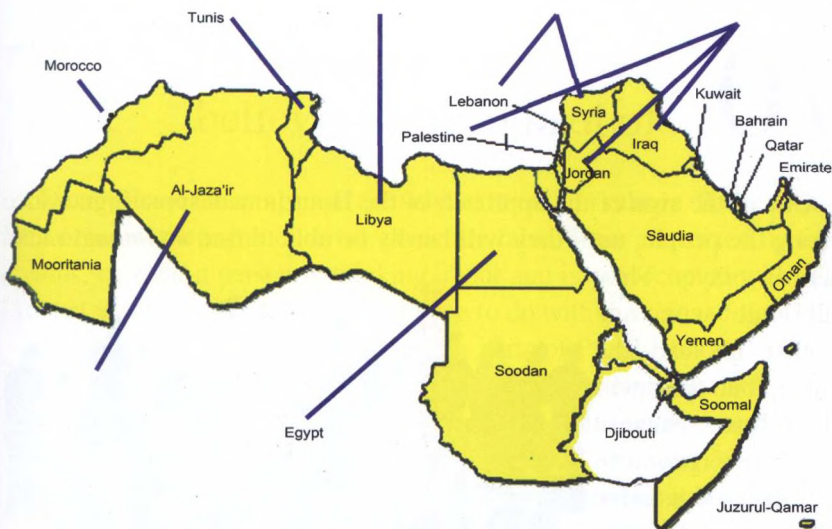 Tunis
Morocco
Lebanon
Syria
Kuwait
Bahrain
Palestine
Iraq
Qatar
Emirate
Jordan
Al-Jaza'ir
Libya
Saudia
Mooritania
Oman
Yemen
Soodan
Soomal
Egypt
Djibouti
Juzurul-Qamar